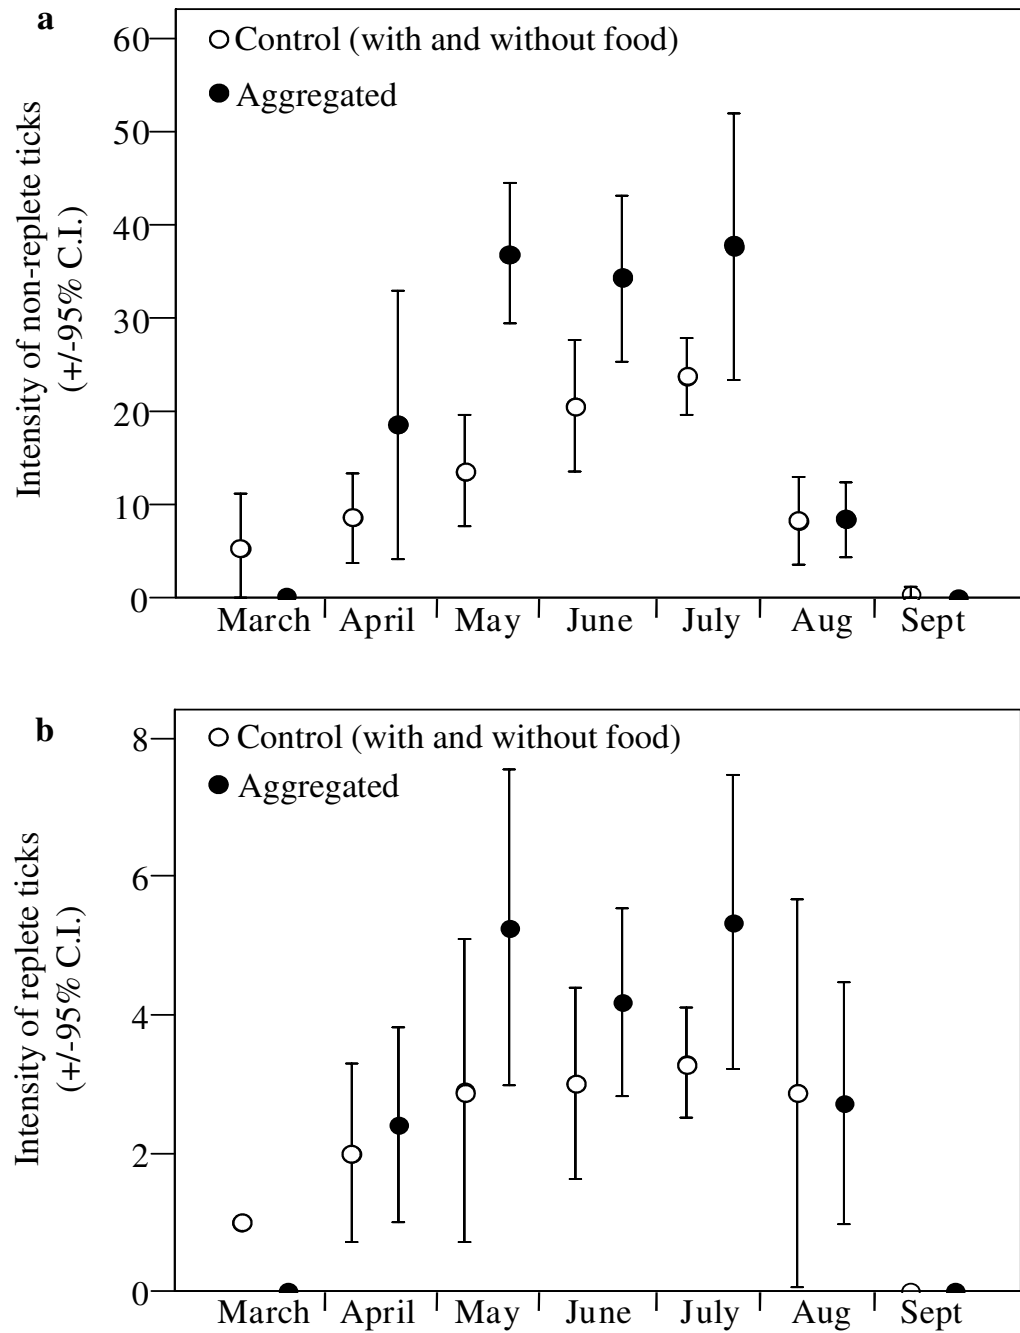 a
Control (with and without food)
Aggregated
Intensity of non-replete ticks
(+/-95% C.I.)
60
50
40
30
20
10
0
March April May June July Aug Sept
b
Control (with and without food)
Aggregated
Intensity of replete ticks
(+/-95% C.I.)
8
6
4
2
0
March April May June July Aug Sept